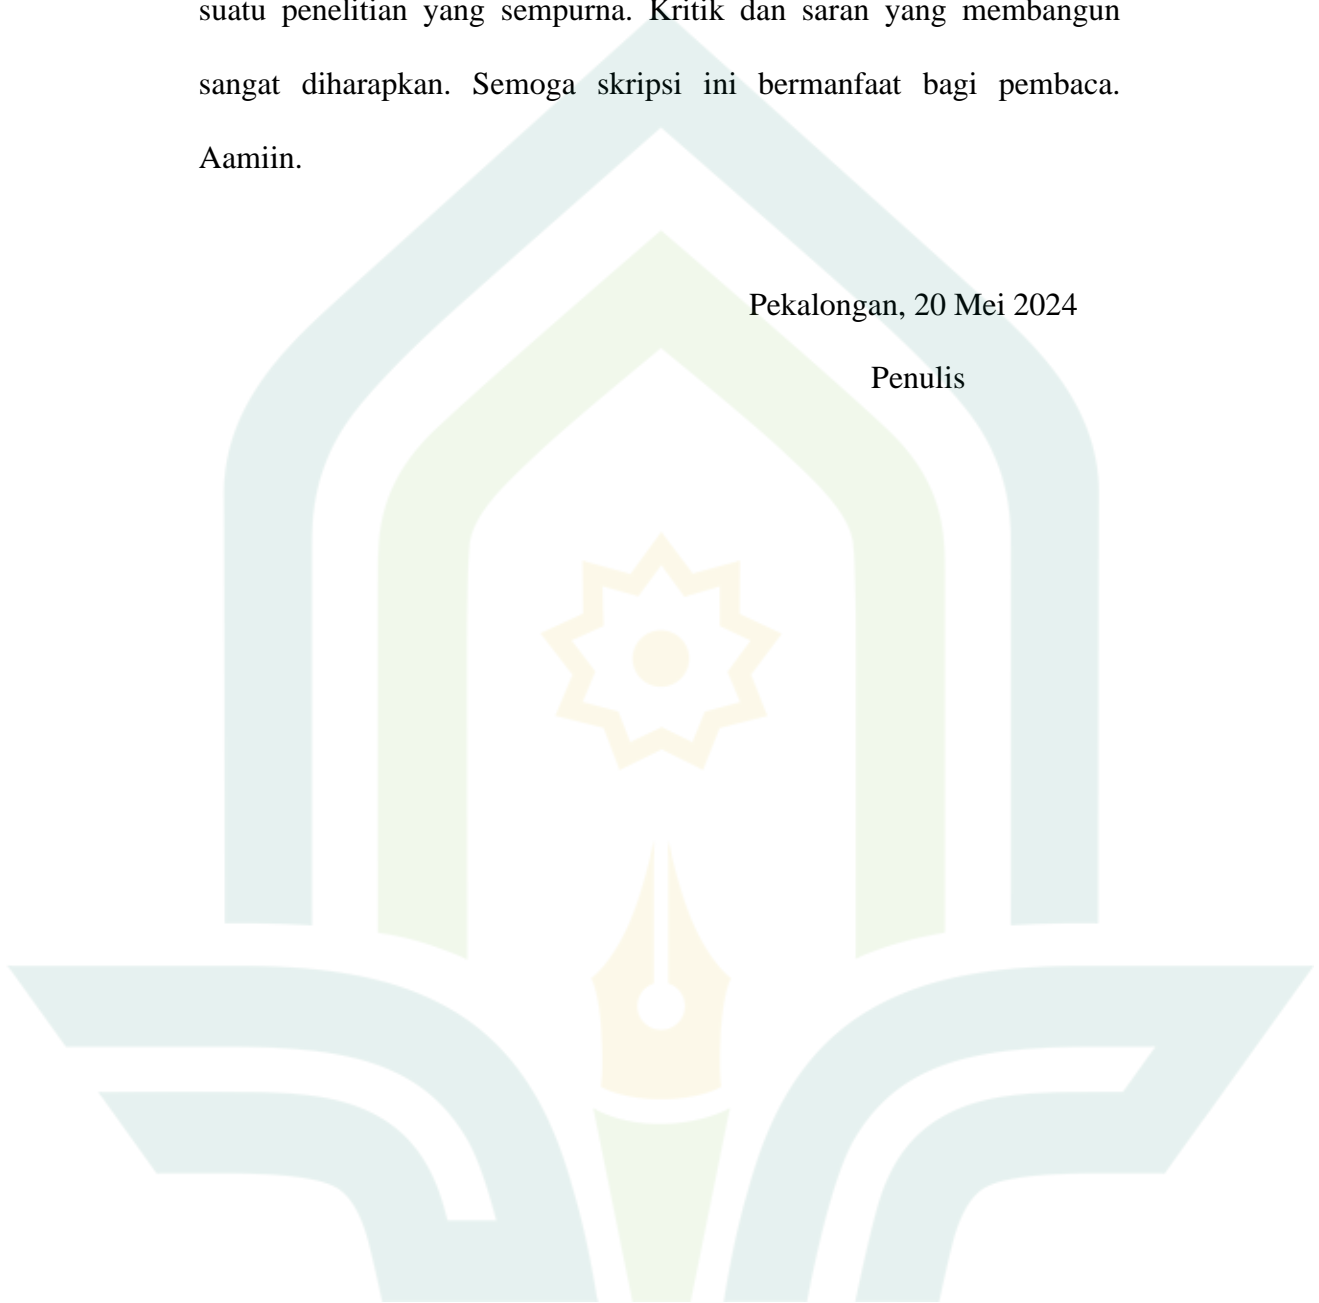 suatu penelitian yang sempurna. Kritik dan saran yang membangun
sangat diharapkan. Semoga skripsi ini bermanfaat bagi pembaca.
Aamiin.
Pekalongan, 20 Mei 2024
Penulis